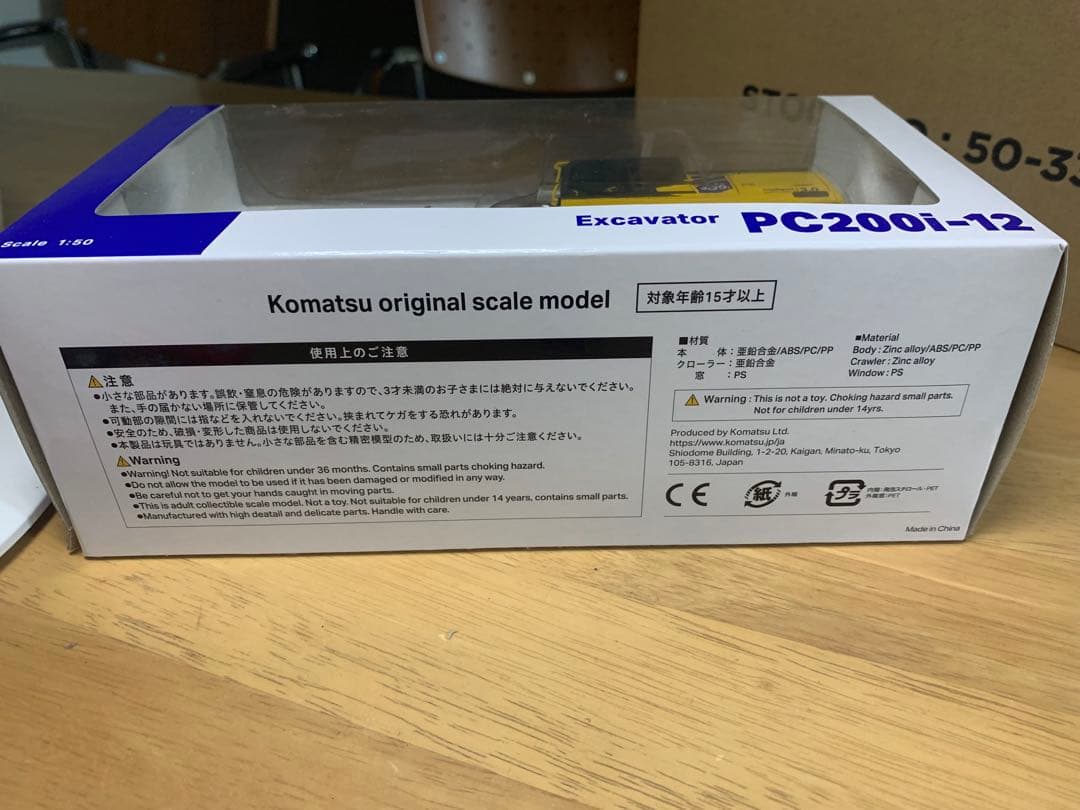 STO
: 50-33
Scale 1:50
Excavator PC200i-12
Komatsu original scale model
対象年齢15才以上
使用上のご注意
注意
●小さな部品があります。誤飲・窒息の危険がありますので、3才未満のお子さまには絶対に与えないでください。
また、手の届かない場所に保管してください。
●可動部の隙間には指などを入れないでください。挟まれてケガをする恐れがあります。
●安全のため、破損・変形した商品は使用しないでください。
●本製品は玩具ではありません。小さな部品を含む精密模型のため、取扱いには十分ご注意ください。
Warning
●Warning! Not suitable for children under 36 months. Contains small parts choking hazard.
●Do not allow the model to be used if it has been damaged or modified in any way.
●Be careful not to get your hands caught in moving parts.
●This is adult collectible scale model. Not a toy. Not suitable for children under 14 years, contains small parts.
●Manufactured with high deatail and delicate parts. Handle with care.
■材質
本 体：亜鉛合金/ABS/PC/PP
クローラー：亜鉛合金
窓 ：PS
■Material
Body : Zinc alloy/ABS/PC/PP
Crawler : Zinc alloy
Window : PS
Warning : This is not a toy. Choking hazard small parts.
Not for children under 14yrs.
Produced by Komatsu Ltd.
https://www.komatsu.jp/ja
Shiodome Building, 1-2-20, Kaigan, Minato-ku, Tokyo
105-8316, Japan
CE
紙 外箱
プラ
内箱：発泡スチロール・PET
外箱窓：PET
Made in China